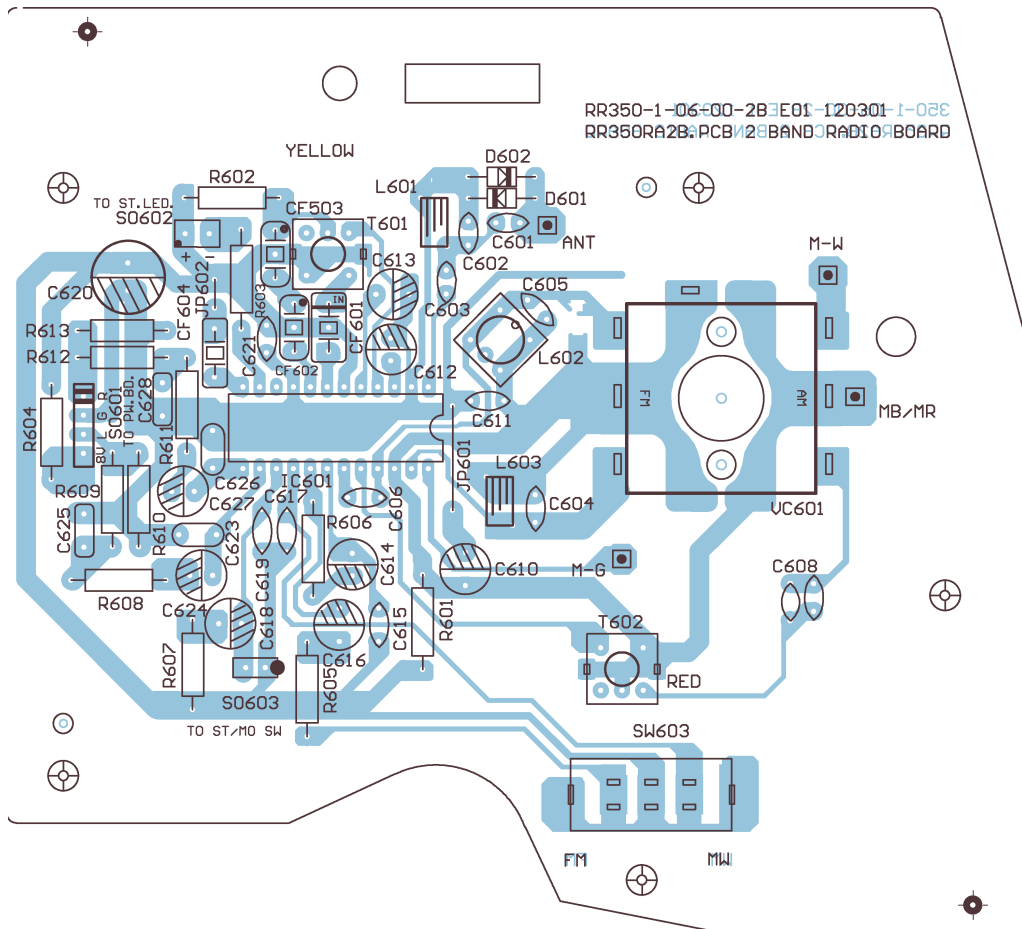 RR350-1-06-00-2B E01 120301
RR350RA2B.PCB 2 BAND RADIO BOARD
YELLOW
D602
R602
L601
TO ST.LED.
D601
SO602
CF503
T601
C601
ANT
M-W
+ -
C613
C602
C620
CF604
JP602
R603
IN
C603
C605
R613
CF601
L602
R612
C621
CF602
C612
FM
AM
R604
8V L G R
SO601
TO PW.BD.
C628
R611
C611
MB/MR
JP601
L603
R609
C626
IC601
C627
C617
C606
C604
VC601
C625
R610
C623
R606
C614
C619
C610
M-G
C608
R608
C624
C618
C615
R601
T602
R607
C616
RED
SO603
R605
TO ST/MO SW
SW603
FM
MW